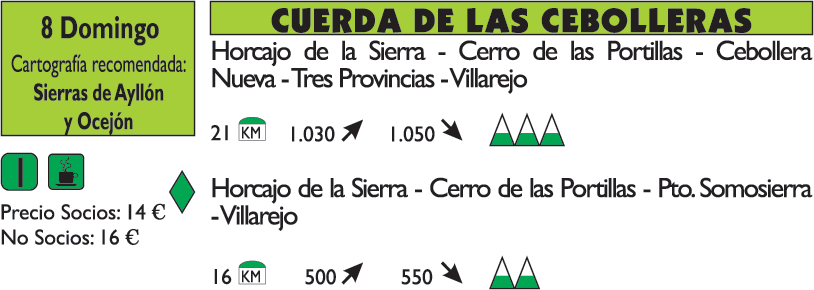 8 Domingo
Cartografía recomendada:
Sierras de Ayllón
y Ocejón
Precio Socios: 14 €
No Socios: 16 €
CUERDA DE LAS CEBOLLERAS
Horcajo de la Sierra - Cerro de las Portillas - Cebollera
Nueva - Tres Provincias - Villarejo
21 KM 1.030 1.050
Horcajo de la Sierra - Cerro de las Portillas - Pto. Somosierra
- Villarejo
16 KM 500 550